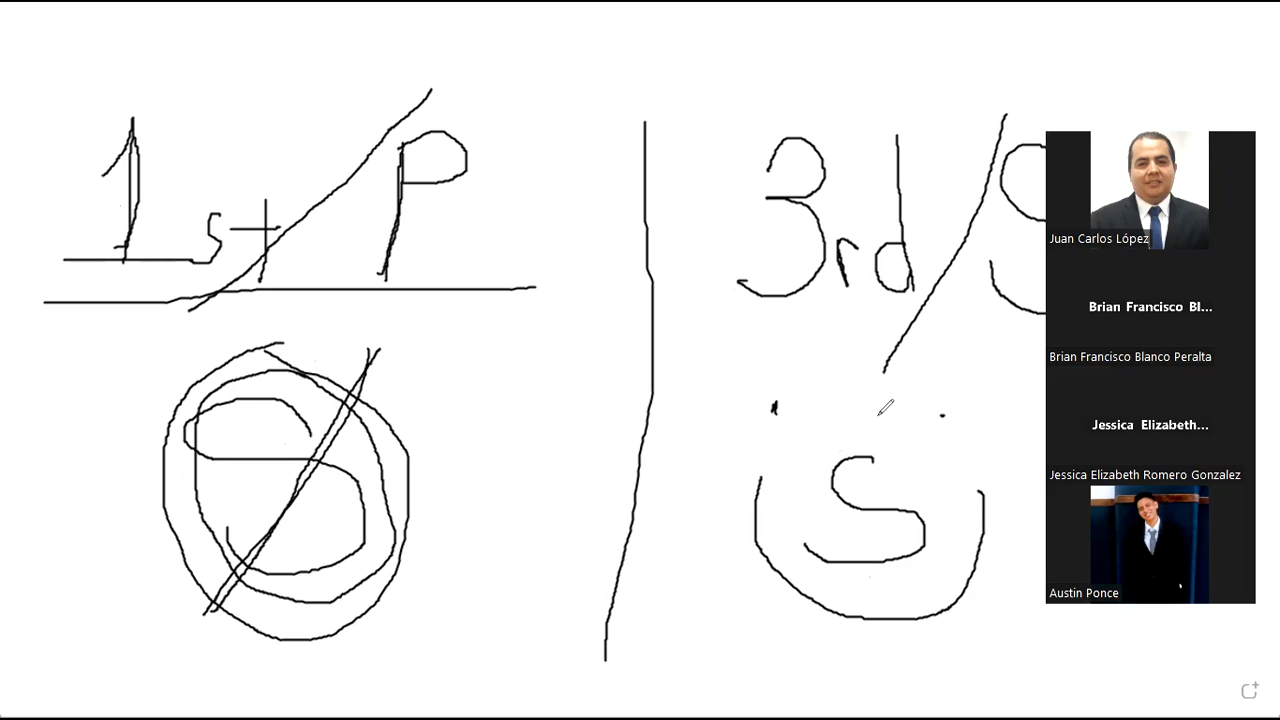 1st/P
3rd/S
S
S
Juan Carlos López
Brian Francisco Bl...
Brian Francisco Blanco Peralta
Jessica Elizabeth...
Jessica Elizabeth Romero Gonzalez
Austin Ponce